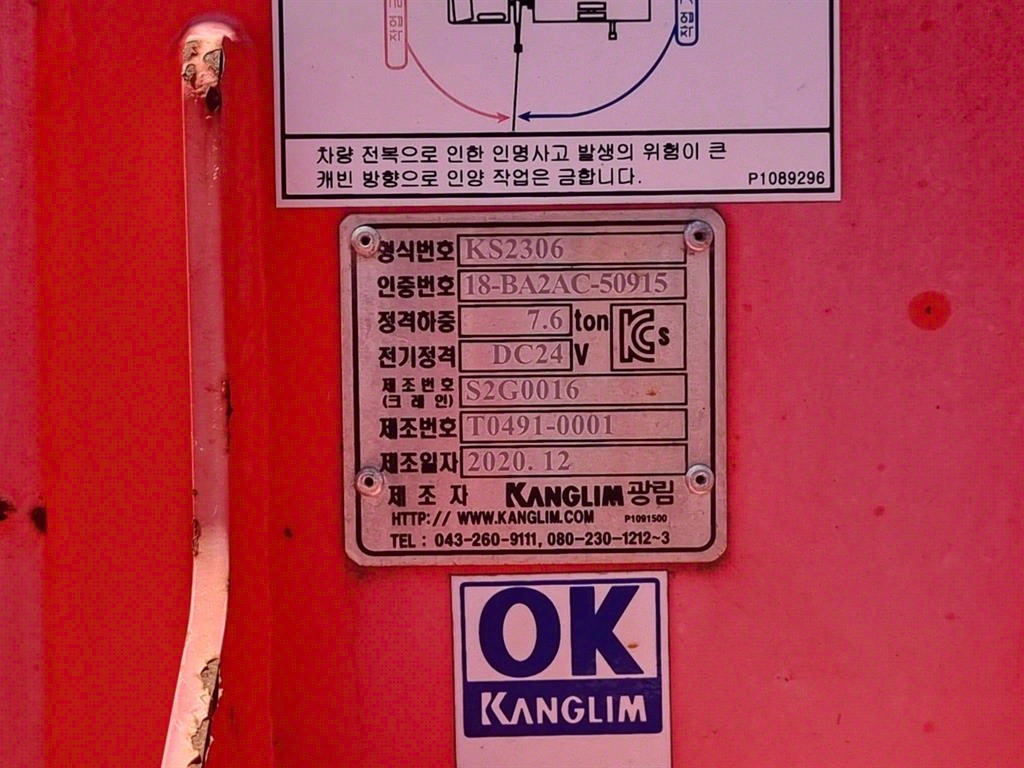 작업
작업
차량 전복으로 인한 인명사고 발생의 위험이 큰
캐빈 방향으로 인양 작업은 금합니다.
P1089296
형식번호 KS2306
인증번호 18-BA2AC-50915
정격하중 7.6 ton
KCs
전기정격 DC24 V
제조번호 (크레인) S2G0016
제조번호 T0491-0001
제조일자 2020. 12
제조자 KANGLIM 광림
HTTP:// WWW.KANGLIM.COM P1091500
TEL : 043-260-9111, 080-230-1212~3
OK
KANGLIM